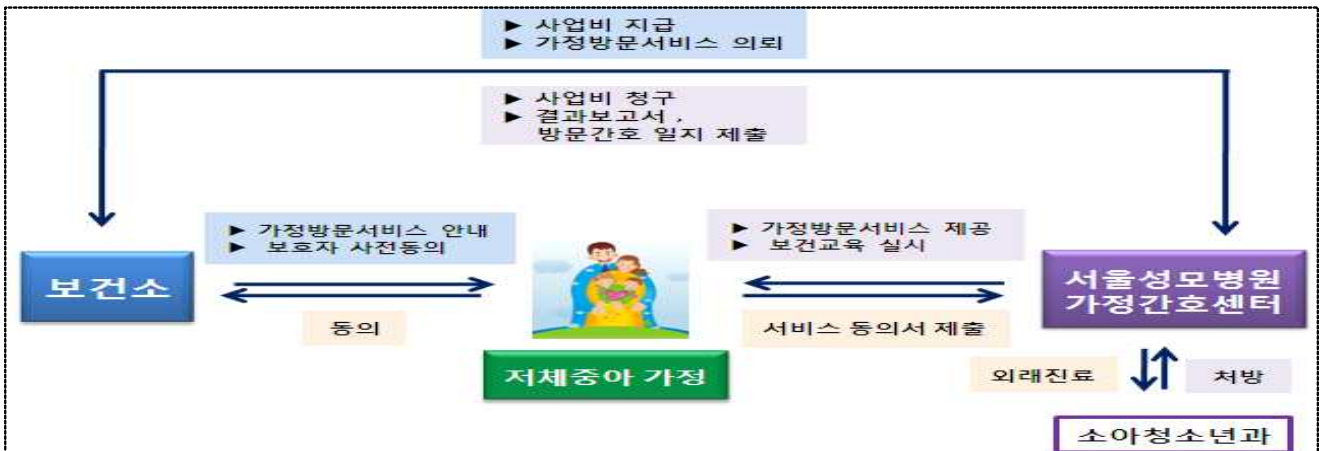 ► 사업비 지급
► 가정방문서비스 의뢰
► 사업비 청구
► 결과보고서 ,
방문간호 일지 제출
► 가정방문서비스 안내
► 보호자 사전동의
► 가정방문서비스 제공
► 보건교육 실시
보건소
서울성모병원
가정간호센터
동의
서비스 동의서 제출
저체중아 가정
외래진료
처방
소아청소년과